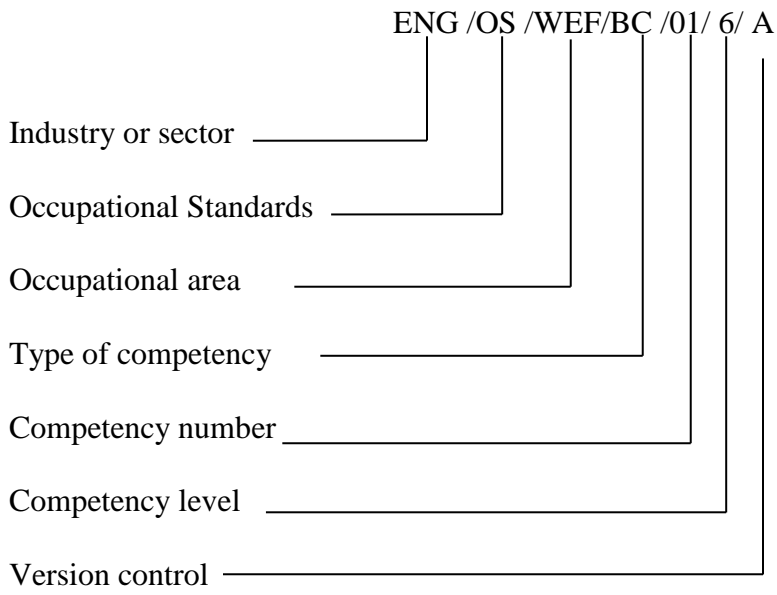 ENG /OS /WEF/BC /01/ 6/ A
Industry or sector
Occupational Standards
Occupational area
Type of competency
Competency number
Competency level
Version control